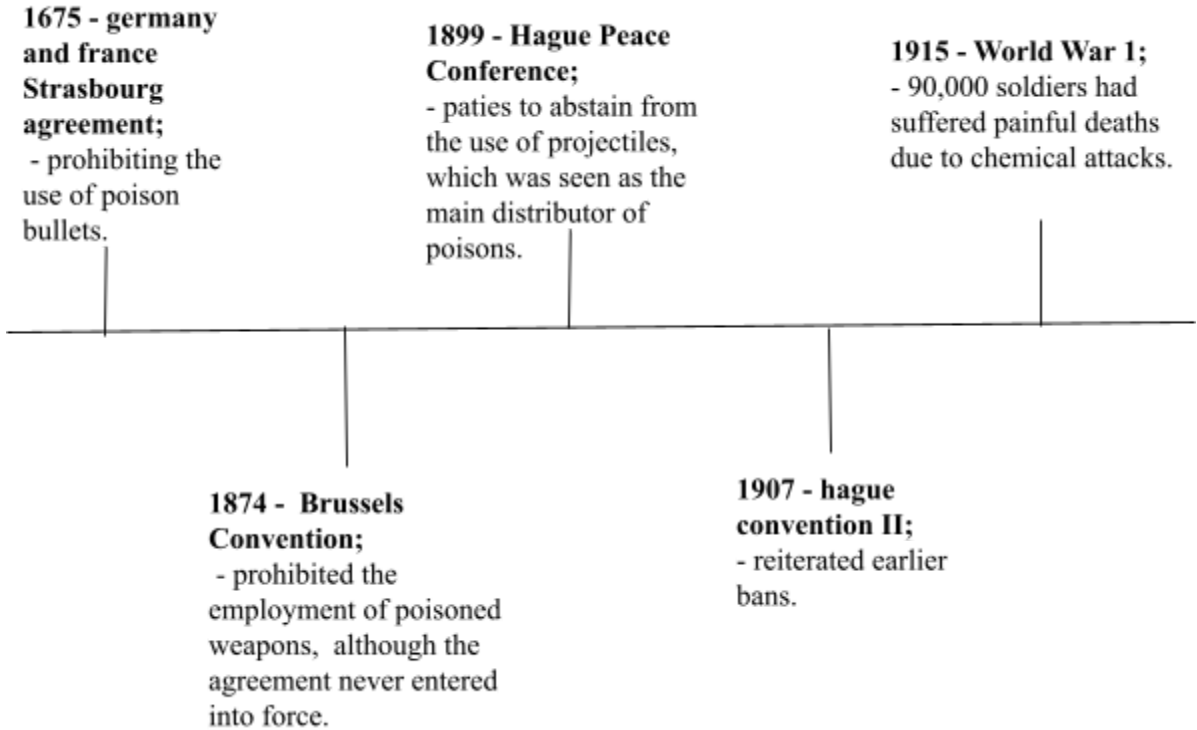 1675 - germany
and france
Strasbourg
agreement;
- prohibiting the
use of poison
bullets.
1874 - Brussels
Convention;
- prohibited the
employment of poisoned
weapons, although the
agreement never entered
into force.
1899 - Hague Peace
Conference;
- paties to abstain from
the use of projectiles,
which was seen as the
main distributor of
poisons.
1907 - hague
convention II;
- reiterated earlier
bans.
1915 - World War 1;
- 90,000 soldiers had
suffered painful deaths
due to chemical attacks.